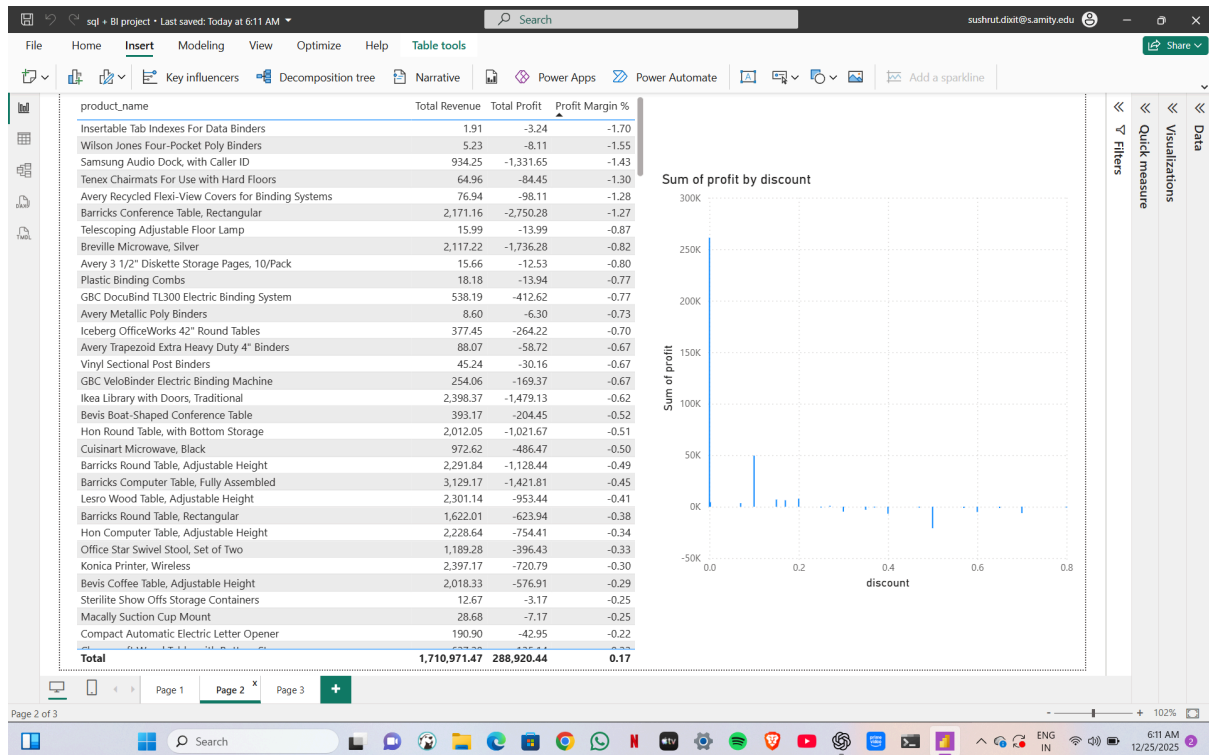 sql + BI project • Last saved: Today at 6:11 AM
Search
sushrut.dixit@s.amity.edu
File Home Insert Modeling View Optimize Help Table tools
Share
Key influencers Decomposition tree Narrative Power Apps Power Automate Add a sparkline
product_name Total Revenue Total Profit Profit Margin %
Insertable Tab Indexes For Data Binders 1.91 -3.24 -1.70
Wilson Jones Four-Pocket Poly Binders 5.23 -8.11 -1.55
Samsung Audio Dock, with Caller ID 934.25 -1,331.65 -1.43
Tenex Chairmats For Use with Hard Floors 64.96 -84.45 -1.30
Avery Recycled Flexi-View Covers for Binding Systems 76.94 -98.11 -1.28
Barricks Conference Table, Rectangular 2,171.16 -2,750.28 -1.27
Telescoping Adjustable Floor Lamp 15.99 -13.99 -0.87
Breville Microwave, Silver 2,117.22 -1,736.28 -0.82
Avery 3 1/2" Diskette Storage Pages, 10/Pack 15.66 -12.53 -0.80
Plastic Binding Combs 18.18 -13.94 -0.77
GBC DocuBind TL300 Electric Binding System 538.19 -412.62 -0.77
Avery Metallic Poly Binders 8.60 -6.30 -0.73
Iceberg OfficeWorks 42" Round Tables 377.45 -264.22 -0.70
Avery Trapezoid Extra Heavy Duty 4" Binders 88.07 -58.72 -0.67
Vinyl Sectional Post Binders 45.24 -30.16 -0.67
GBC VeloBinder Electric Binding Machine 254.06 -169.37 -0.67
Ikea Library with Doors, Traditional 2,398.37 -1,479.13 -0.62
Bevis Boat-Shaped Conference Table 393.17 -204.45 -0.52
Hon Round Table, with Bottom Storage 2,012.05 -1,021.67 -0.51
Cuisinart Microwave, Black 972.62 -486.47 -0.50
Barricks Round Table, Adjustable Height 2,291.84 -1,128.44 -0.49
Barricks Computer Table, Fully Assembled 3,129.17 -1,421.81 -0.45
Lesro Wood Table, Adjustable Height 2,301.14 -953.44 -0.41
Barricks Round Table, Rectangular 1,622.01 -623.94 -0.38
Hon Computer Table, Adjustable Height 2,228.64 -754.41 -0.34
Office Star Swivel Stool, Set of Two 1,189.28 -396.43 -0.33
Konica Printer, Wireless 2,397.17 -720.79 -0.30
Bevis Coffee Table, Adjustable Height 2,018.33 -576.91 -0.29
Sterilite Show Offs Storage Containers 12.67 -3.17 -0.25
Macally Suction Cup Mount 28.68 -7.17 -0.25
Compact Automatic Electric Letter Opener 190.90 -42.95 -0.22
Total 1,710,971.47 288,920.44 0.17
Sum of profit by discount
300K
250K
200K
150K
100K
50K
0K
-50K
Sum of profit
0.0 0.2 0.4 0.6 0.8
discount
Filters
Quick measure
Visualizations
Data
DAX
TMDL
Page 1 Page 2 x Page 3 +
Page 2 of 3
- + 102%
Search
ENG
IN
6:11 AM
12/25/2025
2